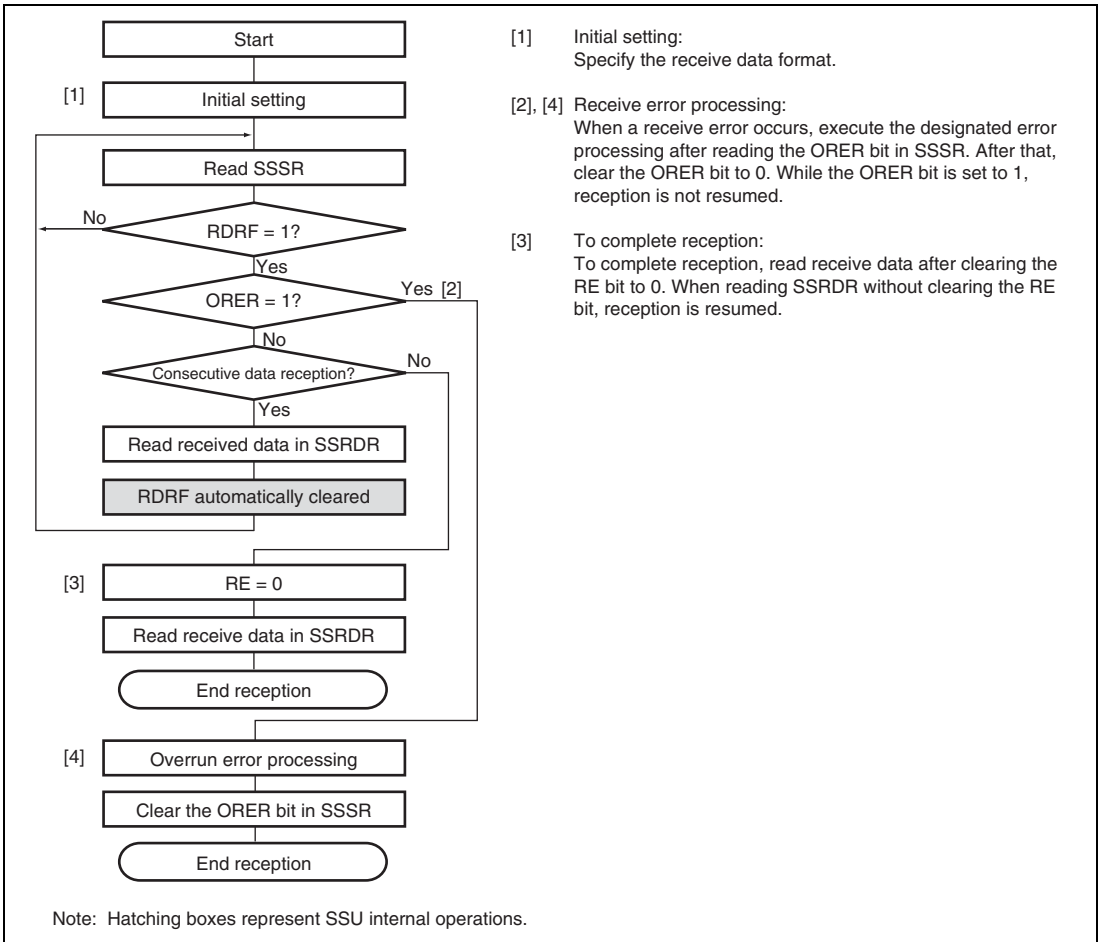 Start
[1] Initial setting
Read SSSR
No
RDRF = 1?
Yes
ORER = 1?
Yes [2]
No
Consecutive data reception?
No
Yes
Read received data in SSRDR
RDRF automatically cleared
[3] RE = 0
Read receive data in SSRDR
End reception
[4] Overrun error processing
Clear the ORER bit in SSSR
End reception
[1] Initial setting:
Specify the receive data format.
[2], [4] Receive error processing:
When a receive error occurs, execute the designated error
processing after reading the ORER bit in SSSR. After that,
clear the ORER bit to 0. While the ORER bit is set to 1,
reception is not resumed.
[3] To complete reception:
To complete reception, read receive data after clearing the
RE bit to 0. When reading SSRDR without clearing the RE
bit, reception is resumed.
Note: Hatching boxes represent SSU internal operations.